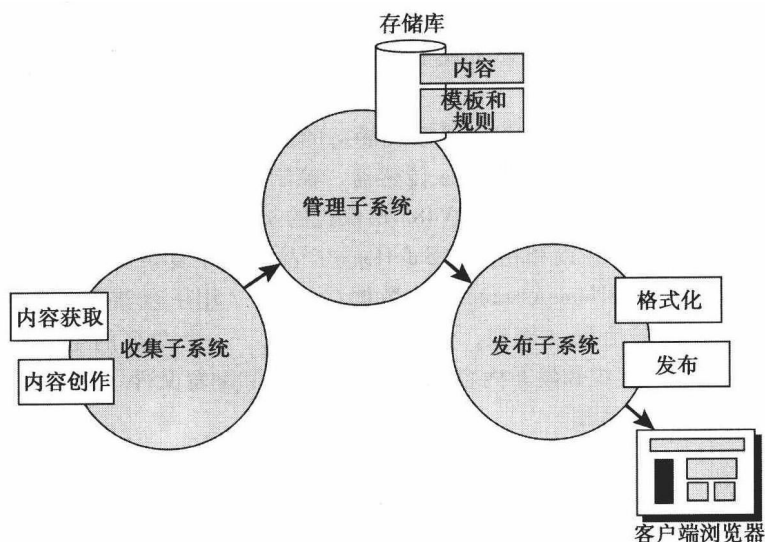 存储库
内容
模板和
规则
管理子系统
内容获取
收集子系统
内容创作
格式化
发布子系统
发布
客户端浏览器